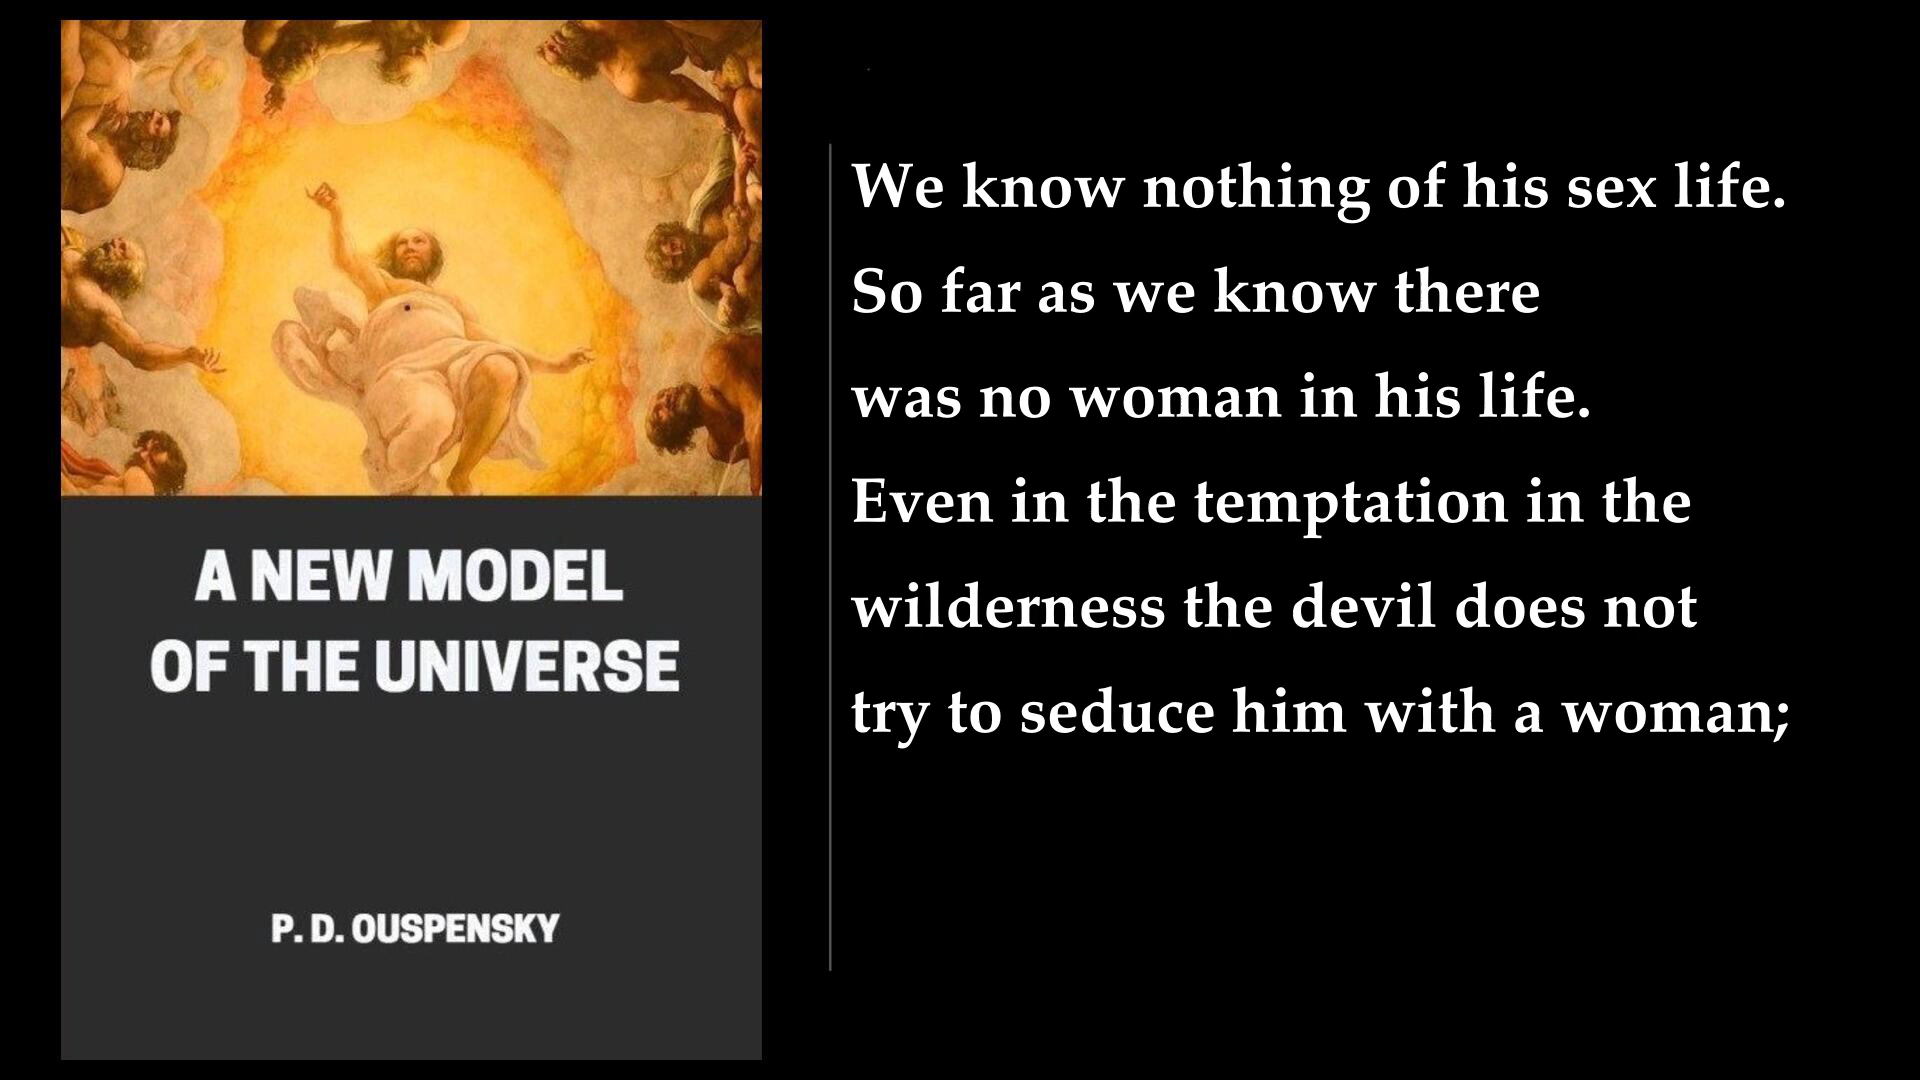 A NEW MODEL
OF THE UNIVERSE
P. D. OUSPENSKY
We know nothing of his sex life.
So far as we know there
was no woman in his life.
Even in the temptation in the
wilderness the devil does not
try to seduce him with a woman;